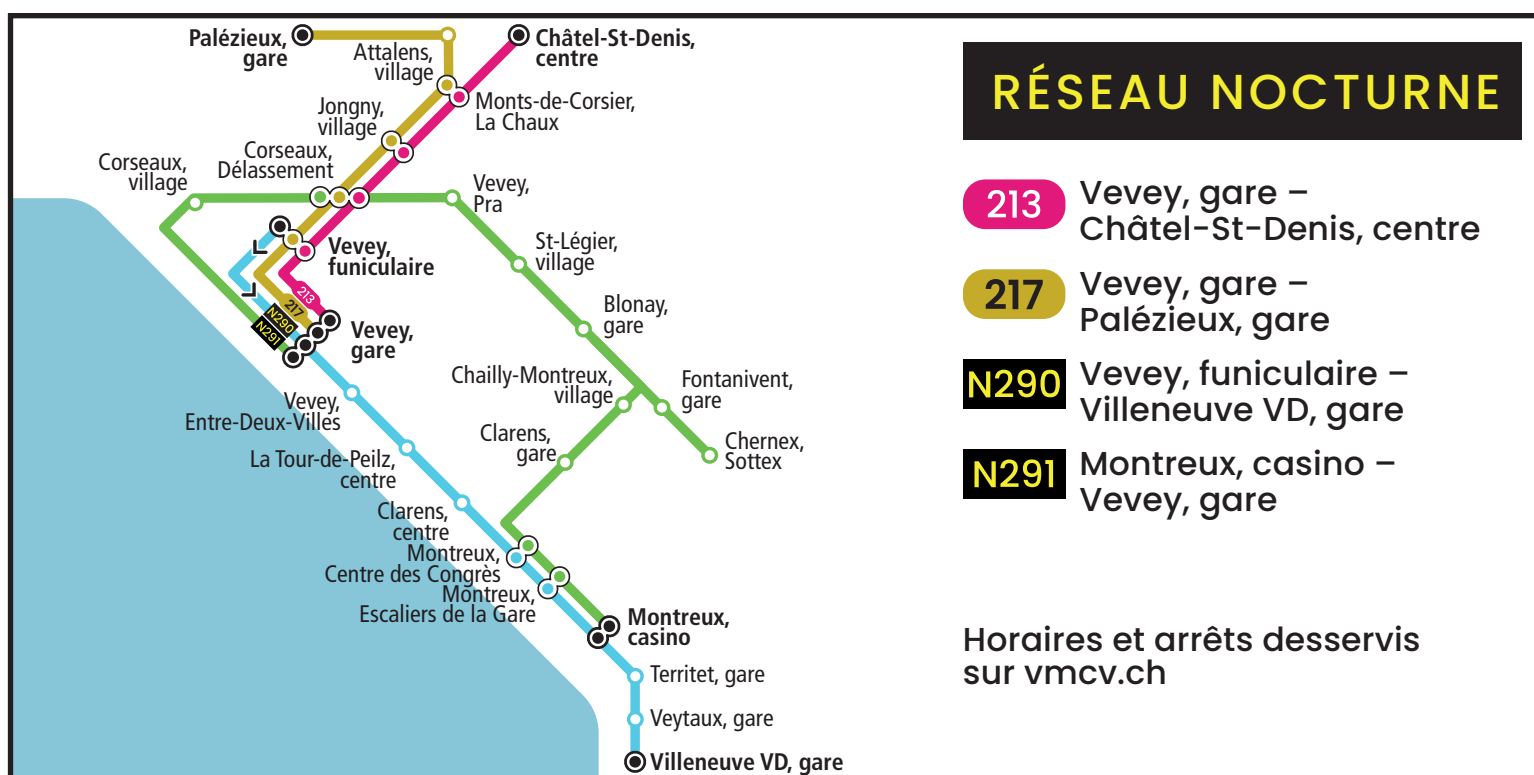 Palézieux,
gare
Attalens,
village
Châtel-St-Denis,
centre
Monts-de-Corsier,
La Chaux
Jongny,
village
Corseaux,
Délassement
Corseaux,
village
Vevey,
Pra
Vevey,
funiculaire
St-Légier,
village
213
217
N290
N291
Vevey,
gare
Blonay,
gare
Vevey,
Entre-Deux-Villes
Chailly-Montreux,
village
Fontanivent,
gare
La Tour-de-Peilz,
centre
Clarens,
gare
Chernex,
Sottex
Clarens,
centre
Montreux,
Centre des Congrès
Montreux,
Escaliers de la Gare
Montreux,
casino
Territet, gare
Veytaux, gare
Villeneuve VD, gare
RÉSEAU NOCTURNE
213 Vevey, gare –
Châtel-St-Denis, centre
217 Vevey, gare –
Palézieux, gare
N290 Vevey, funiculaire –
Villeneuve VD, gare
N291 Montreux, casino –
Vevey, gare
Horaires et arrêts desservis
sur vmcv.ch